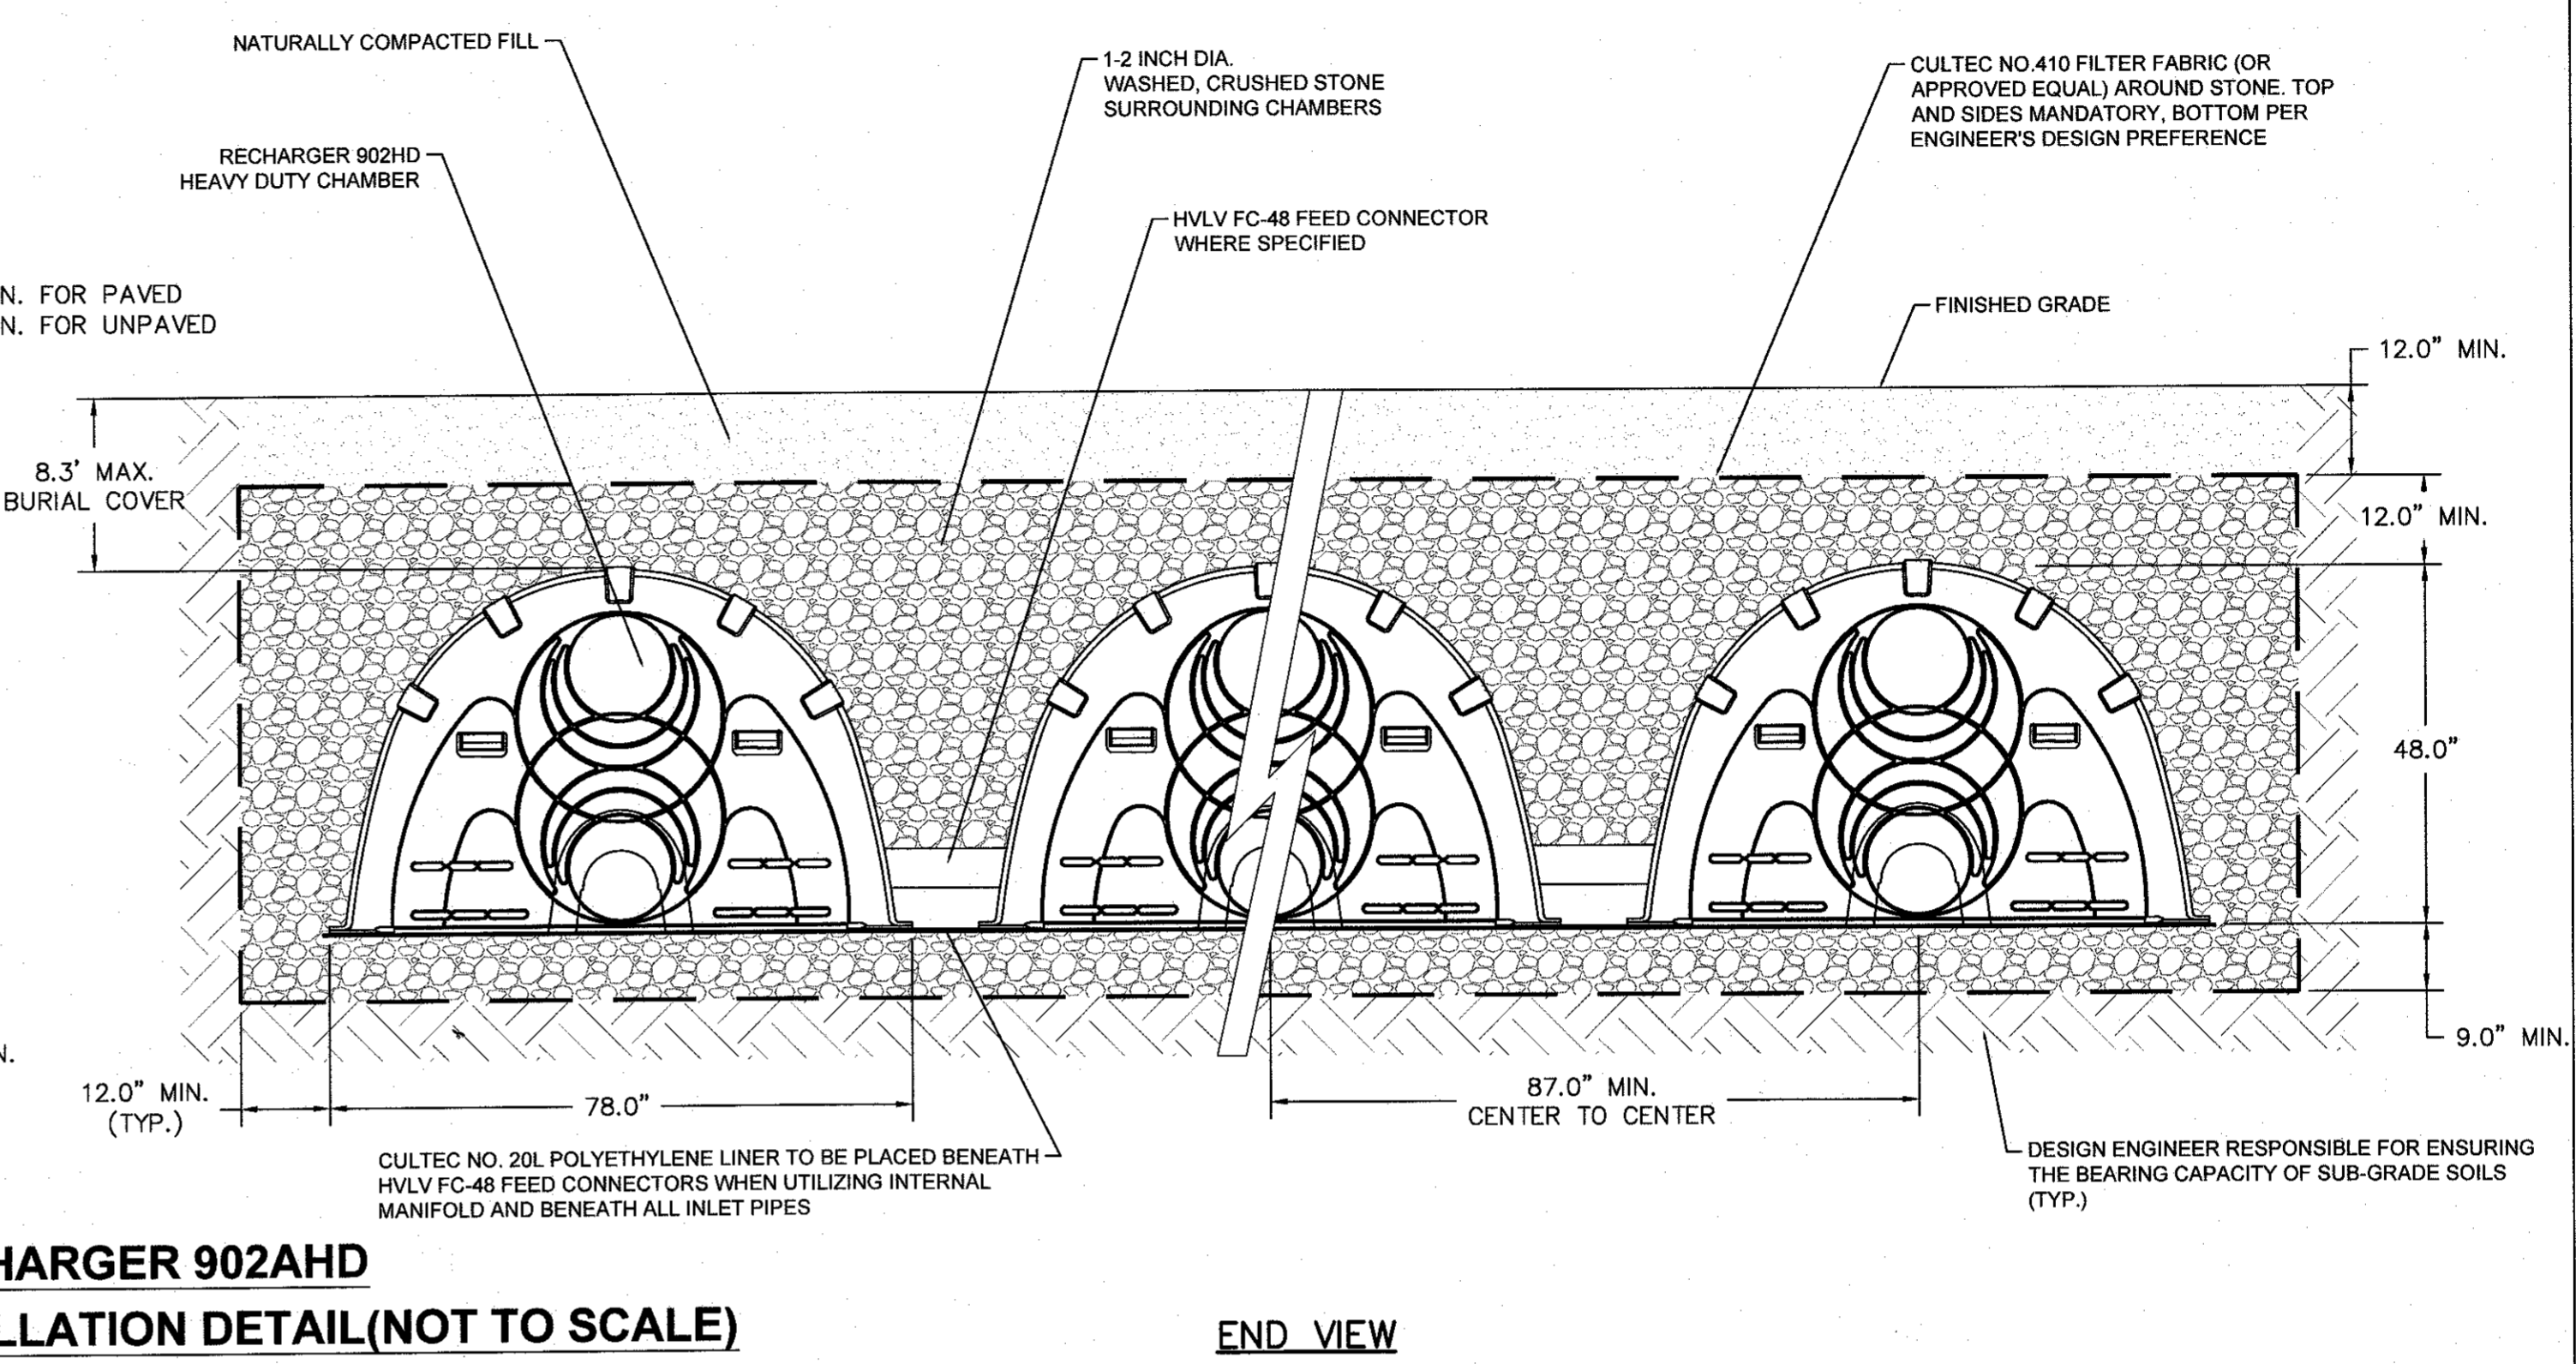 NATURALLY COMPACTED FILL
1-2 INCH DIA.
WASHED, CRUSHED STONE
SURROUNDING CHAMBERS
CULTEC NO.410 FILTER FABRIC (OR
APPROVED EQUAL) AROUND STONE. TOP
AND SIDES MANDATORY, BOTTOM PER
ENGINEER'S DESIGN PREFERENCE
RECHARGER 902HD
HEAVY DUTY CHAMBER
HVLV FC-48 FEED CONNECTOR
WHERE SPECIFIED
N. FOR PAVED
N. FOR UNPAVED
FINISHED GRADE
12.0" MIN.
8.3' MAX.
BURIAL COVER
12.0" MIN.
48.0"
N.
9.0" MIN.
12.0" MIN.
(TYP.)
78.0"
87.0" MIN.
CENTER TO CENTER
CULTEC NO. 20L POLYETHYLENE LINER TO BE PLACED BENEATH
HVLV FC-48 FEED CONNECTORS WHEN UTILIZING INTERNAL
MANIFOLD AND BENEATH ALL INLET PIPES
DESIGN ENGINEER RESPONSIBLE FOR ENSURING
THE BEARING CAPACITY OF SUB-GRADE SOILS
(TYP.)
HARGER 902AHD
LLATION DETAIL(NOT TO SCALE)
END VIEW